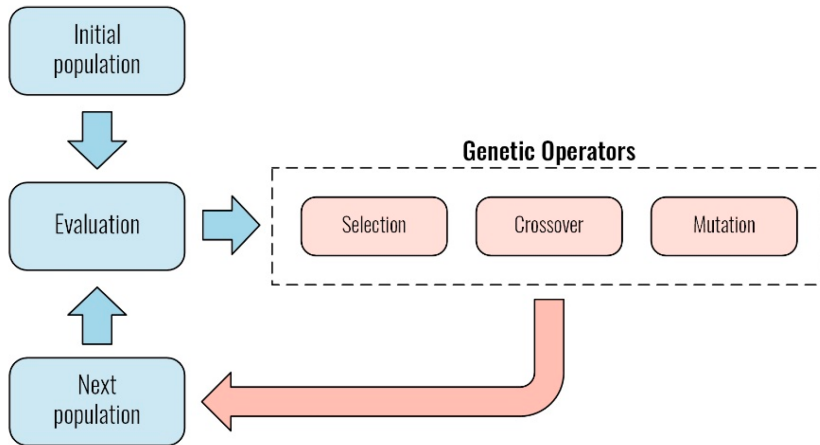 Initial
population
Genetic Operators
Evaluation
Selection
Crossover
Mutation
Next
population